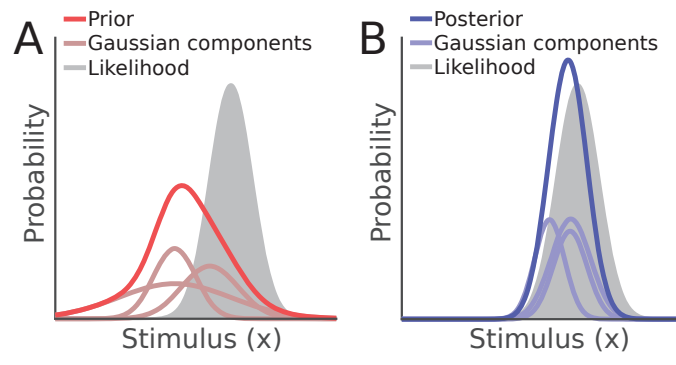 A
Prior
Gaussian components
Likelihood
Probability
Stimulus (x)
B
Posterior
Gaussian components
Likelihood
Probability
Stimulus (x)